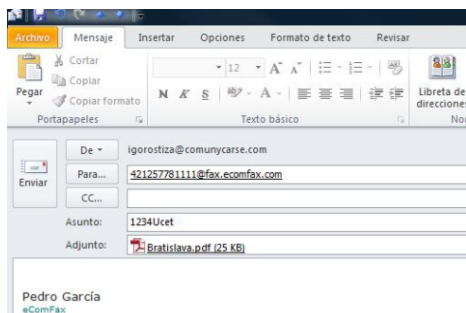 Archivo Mensaje Insertar Opciones Formato de texto Revisar
Cortar
Copiar
Copiar formato
Pegar
12
A A
N K S
A
Libreta de
direcciones
Portapapeles Texto básico No
De igorostiza@comunycarse.com
Para... 421257781111@fax.ecomfax.com
Enviar
CC...
Asunto: 1234Ucet
Adjunto: Bratislava.pdf (25 KB)
Pedro García
eComFax